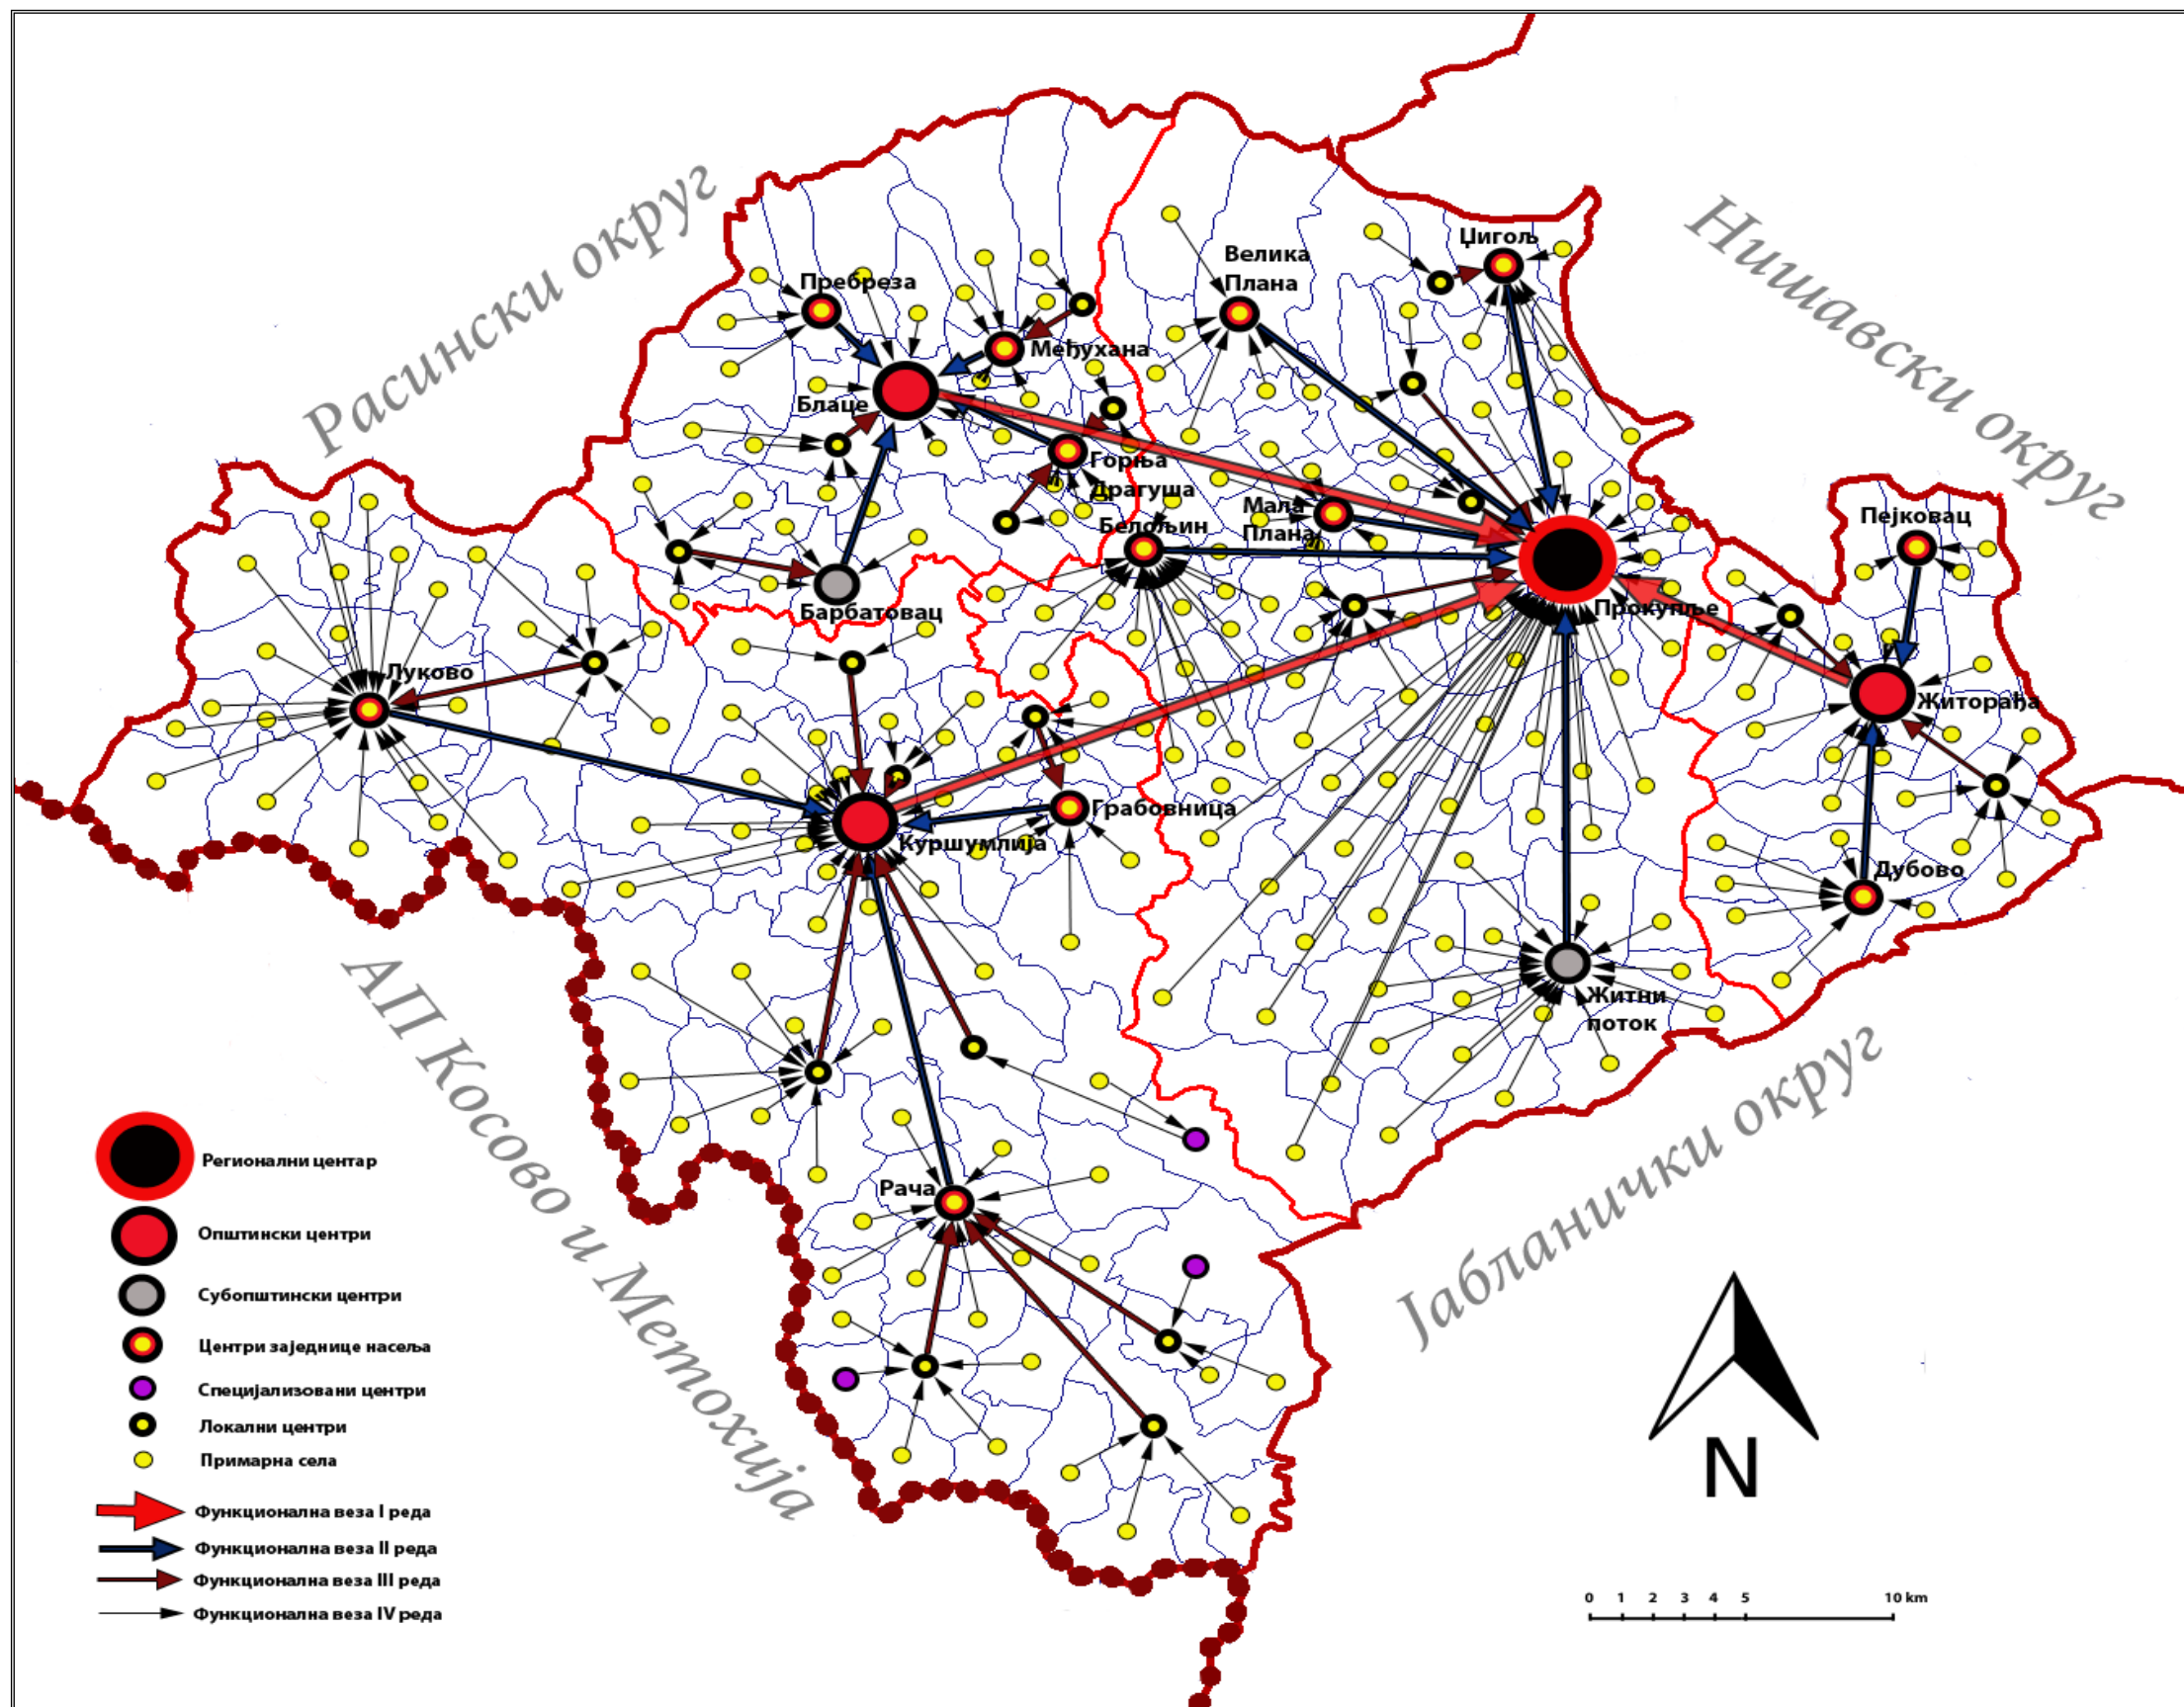 Расински округ
Нишавски округ
Џигољ
Велика
Плана
Пребреза
Међухана
Блаце
Горња
Драгуша
Мала
Плана
Белољин
Пејковац
Прокупље
Барбатовац
Луково
Житорађа
Грабовница
Куршумлија
Дубово
Житни
поток
АП Косово и Метохија
Јабланички округ
Рача
Регионални центар
Општински центри
Субопштински центри
Центри заједнице насеља
Специјализовани центри
Локални центри
Примарна села
Функционална веза I реда
Функционална веза II реда
Функционална веза III реда
Функционална веза IV реда
N
0 1 2 3 4 5 10 km